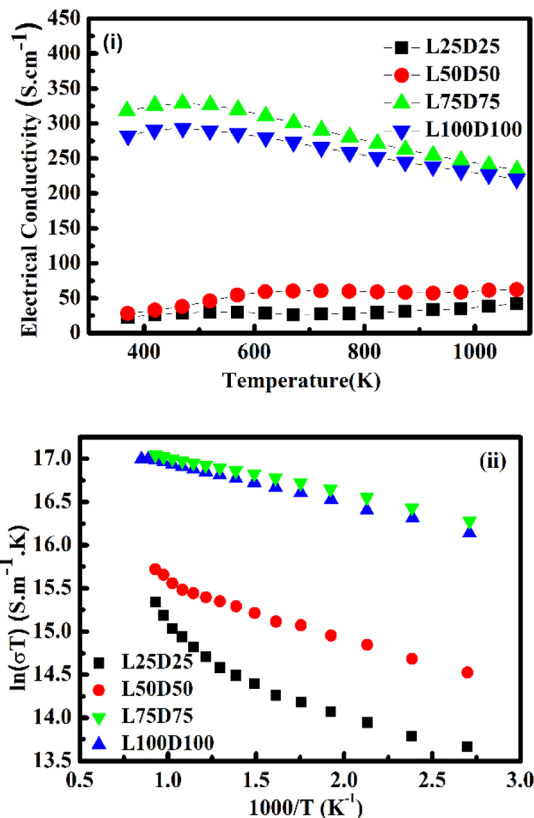 (i)
L25D25
L50D50
L75D75
L100D100
Electrical Conductivity (S.cm⁻¹)
450
400
350
300
250
200
150
100
50
0
400
600
800
1000
Temperature(K)
(ii)
ln(σT) (S.m⁻¹.K)
17.0
16.5
16.0
15.5
15.0
14.5
14.0
13.5
L25D25
L50D50
L75D75
L100D100
0.5
1.0
1.5
2.0
2.5
3.0
1000/T (K⁻¹)